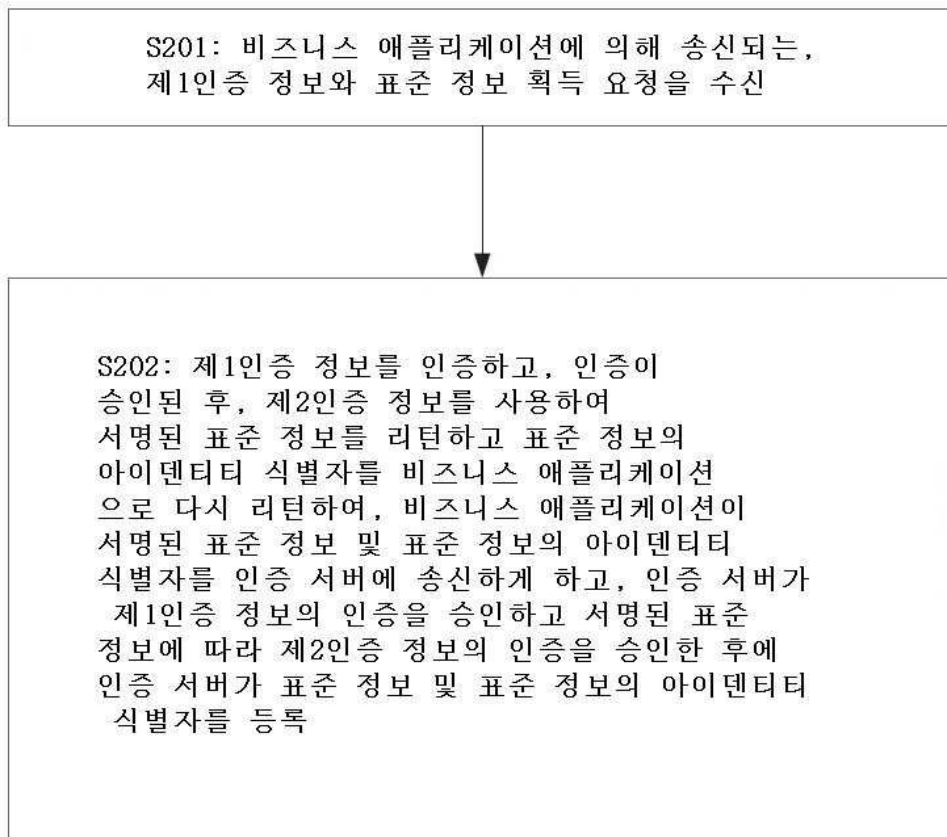 S201: 비즈니스 애플리케이션에 의해 송신되는,
제1인증 정보와 표준 정보 획득 요청을 수신
S202: 제1인증 정보를 인증하고, 인증이
승인된 후, 제2인증 정보를 사용하여
서명된 표준 정보를 리턴하고 표준 정보의
아이덴티티 식별자를 비즈니스 애플리케이션
으로 다시 리턴하여, 비즈니스 애플리케이션이
서명된 표준 정보 및 표준 정보의 아이덴티티
식별자를 인증 서버에 송신하게 하고, 인증 서버가
제1인증 정보의 인증을 승인하고 서명된 표준
정보에 따라 제2인증 정보의 인증을 승인한 후에
인증 서버가 표준 정보 및 표준 정보의 아이덴티티
식별자를 등록